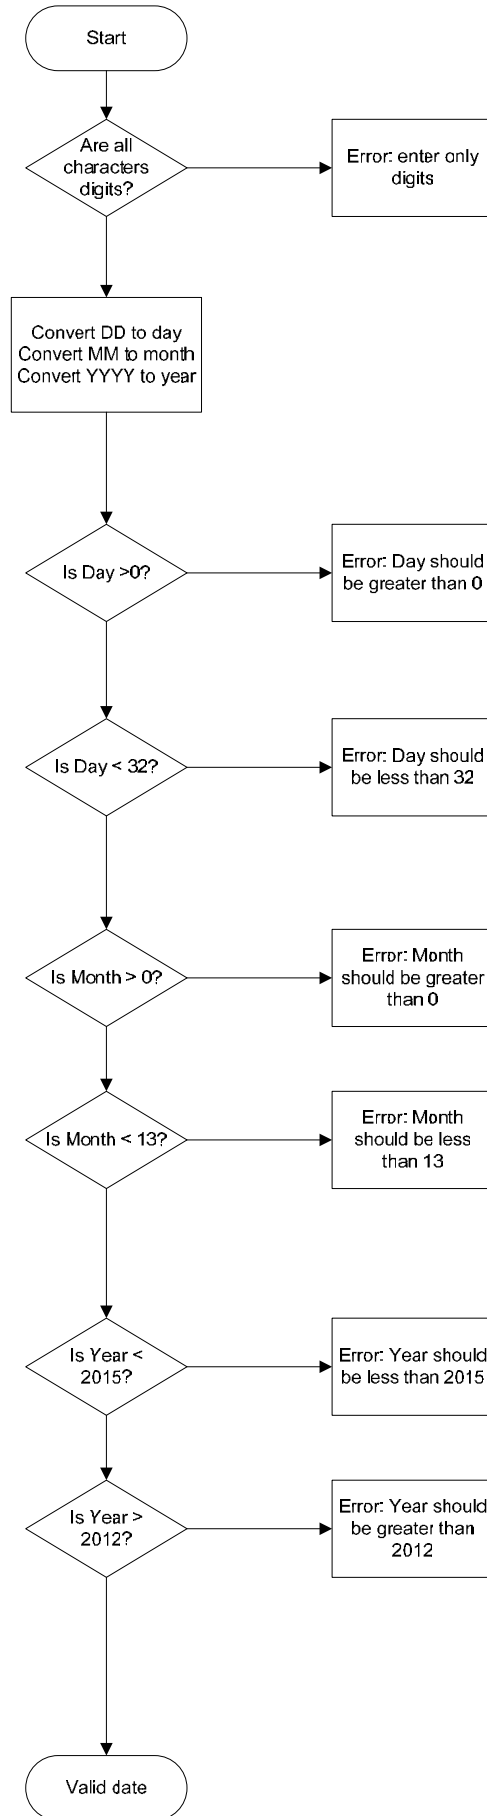 Start
Are all
characters
digits?
Error: enter only
digits
Convert DD to day
Convert MM to month
Convert YYYY to year
Is Day >0?
Error: Day should
be greater than 0
Is Day < 32?
Error: Day should
be less than 32
Is Month > 0?
Error: Month
should be greater
than 0
Is Month < 13?
Error: Month
should be less
than 13
Is Year <
2015?
Error: Year should
be less than 2015
Is Year >
2012?
Error: Year should
be greater than
2012
Valid date